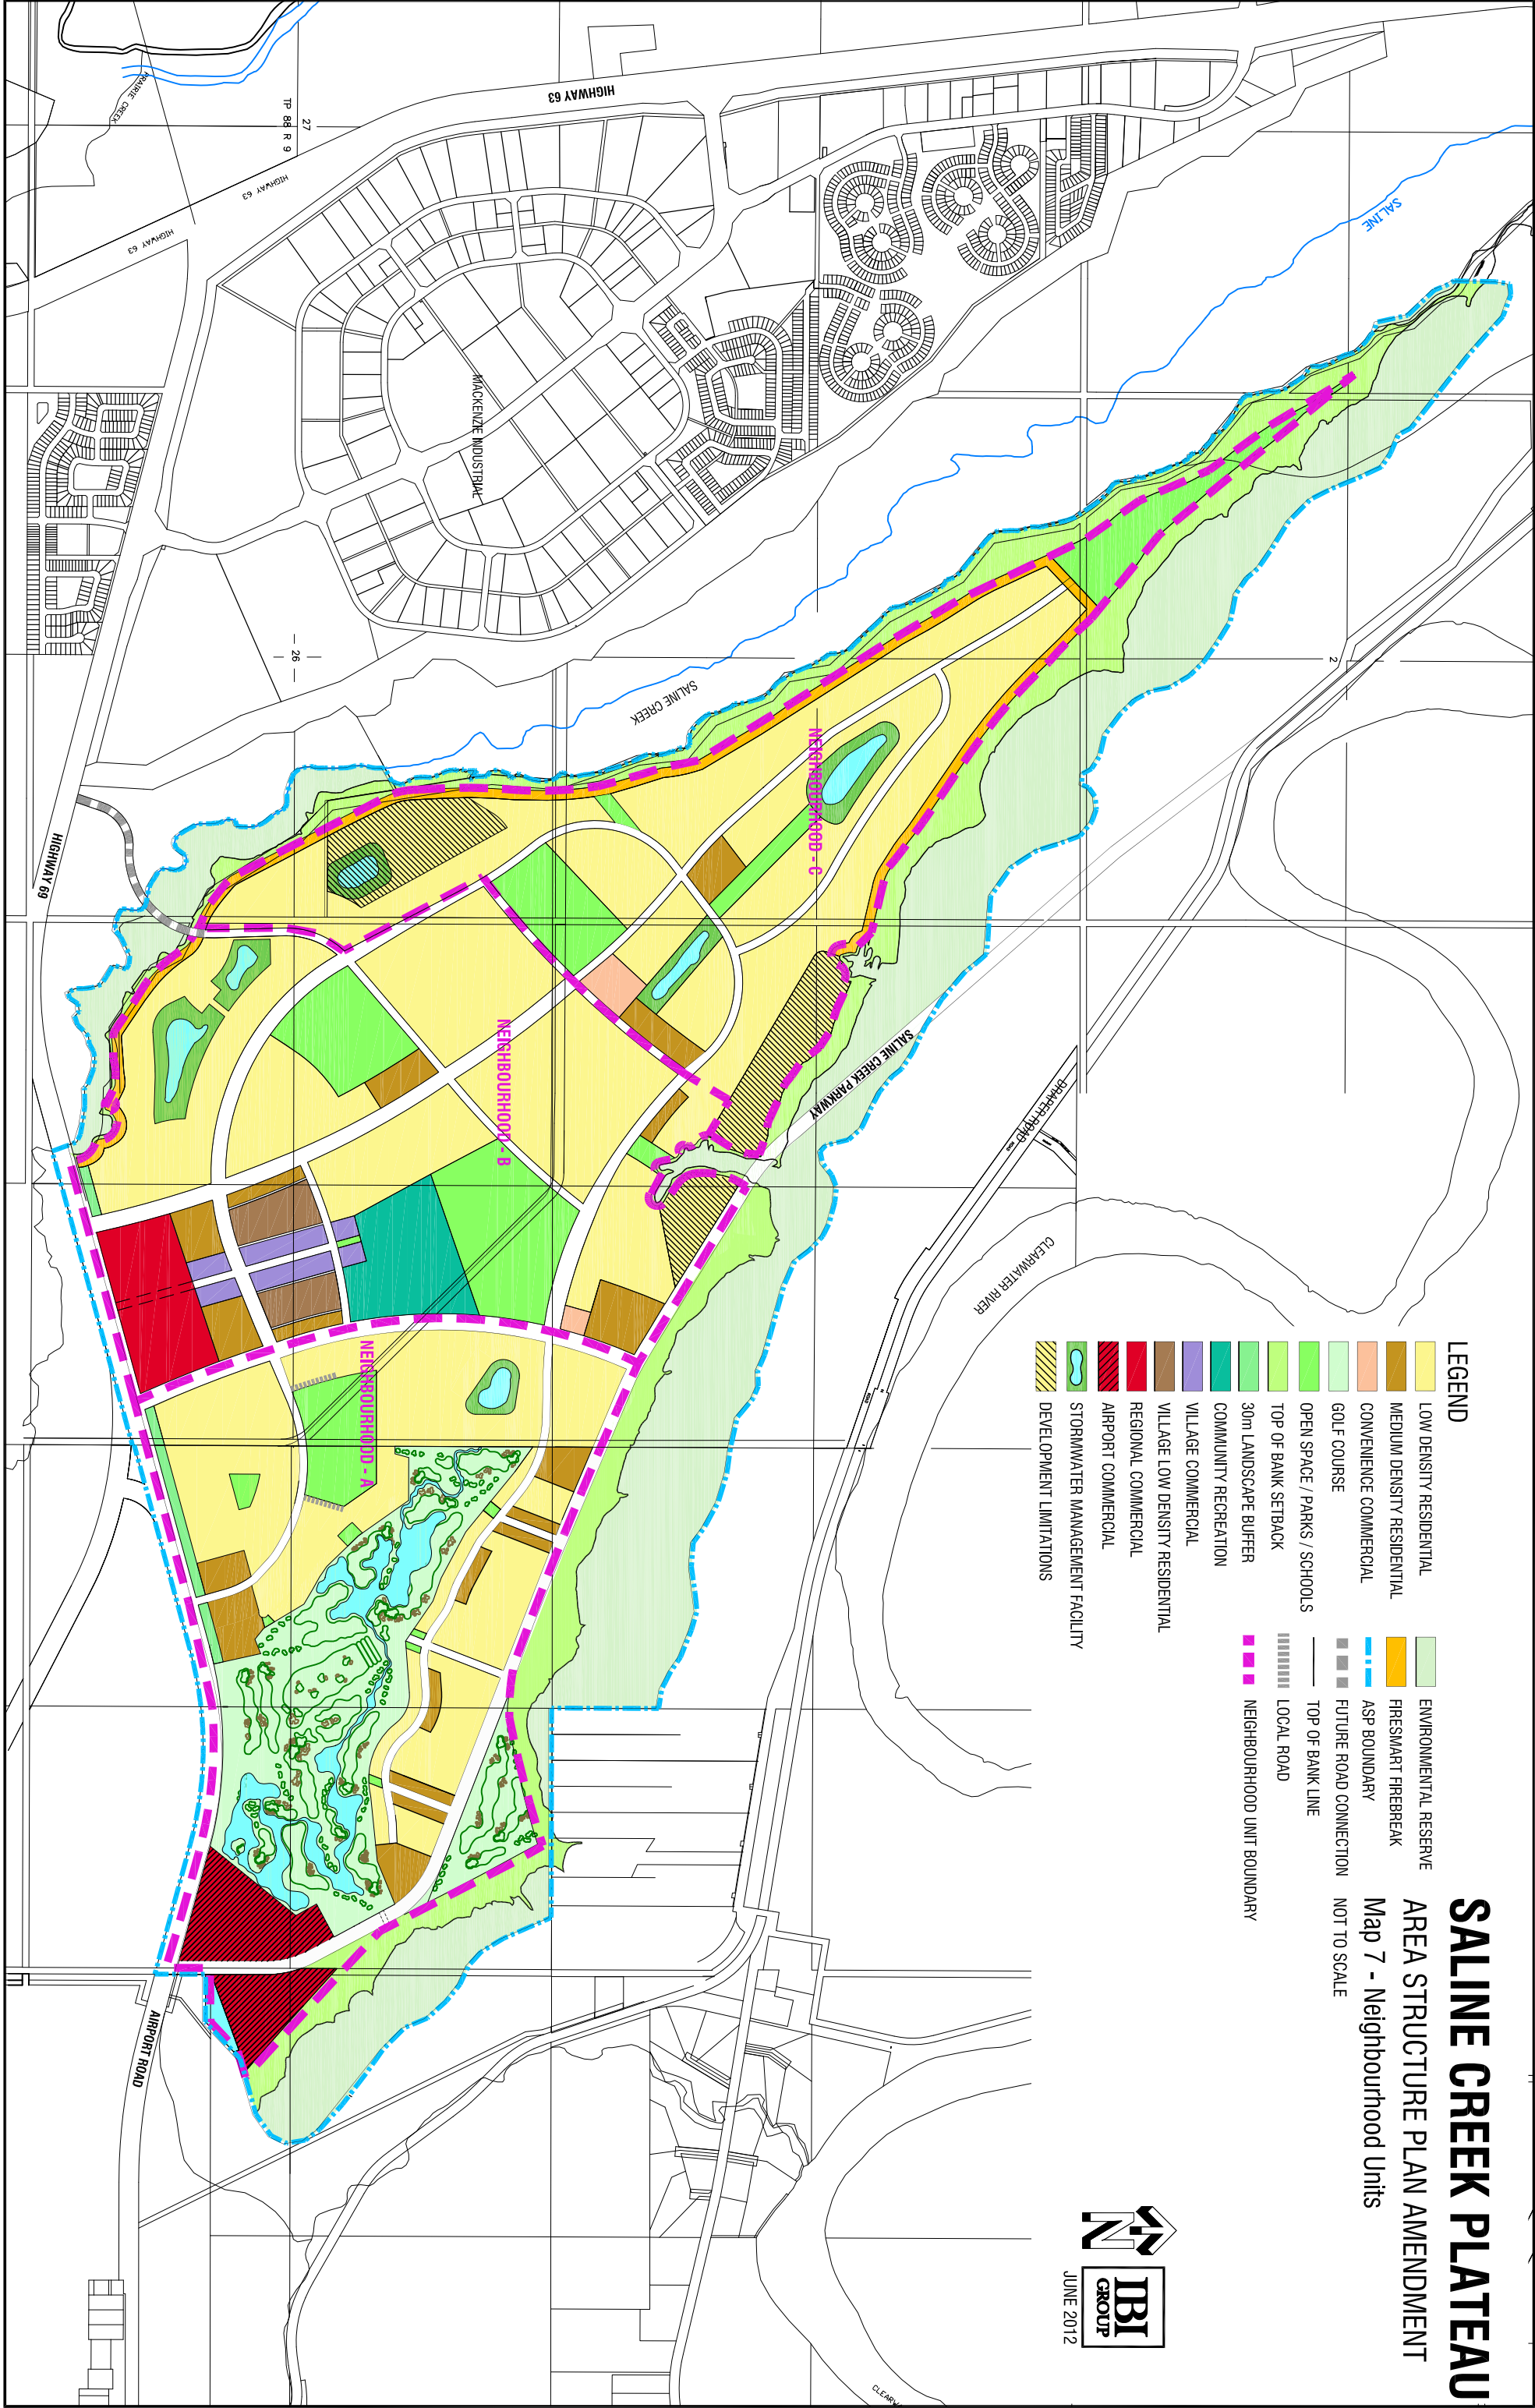 SALINE CREEK PLATEAU
AREA STRUCTURE PLAN AMENDMENT
Map 7 - Neighbourhood Units
NOT TO SCALE
LEGEND
LOW DENSITY RESIDENTIAL
MEDIUM DENSITY RESIDENTIAL
CONVENIENCE COMMERCIAL
GOLF COURSE
OPEN SPACE / PARKS / SCHOOLS
TOP OF BANK SETBACK
30m LANDSCAPE BUFFER
COMMUNITY RECREATION
VILLAGE COMMERCIAL
VILLAGE LOW DENSITY RESIDENTIAL
REGIONAL COMMERCIAL
AIRPORT COMMERCIAL
STORMWATER MANAGEMENT FACILITY
DEVELOPMENT LIMITATIONS
ENVIRONMENTAL RESERVE
FIRESMART FIREBREAK
ASP BOUNDARY
FUTURE ROAD CONNECTION
TOP OF BANK LINE
LOCAL ROAD
NEIGHBOURHOOD UNIT BOUNDARY
N
IBI
GROUP
JUNE 2012
SALINE
2
HIGHWAY 63
PRAIRIE CREEK
27
TP 88 R 9
HIGHWAY 63
HIGHWAY 63
MACKENZIE INDUSTRIAL
26
SALINE CREEK
NEIGHBOURHOOD - C
HIGHWAY 69
NEIGHBOURHOOD - B
SALINE CREEK PARKWAY
DRAPER ROAD
CLEARWATER RIVER
NEIGHBOURHOOD - A
AIRPORT ROAD